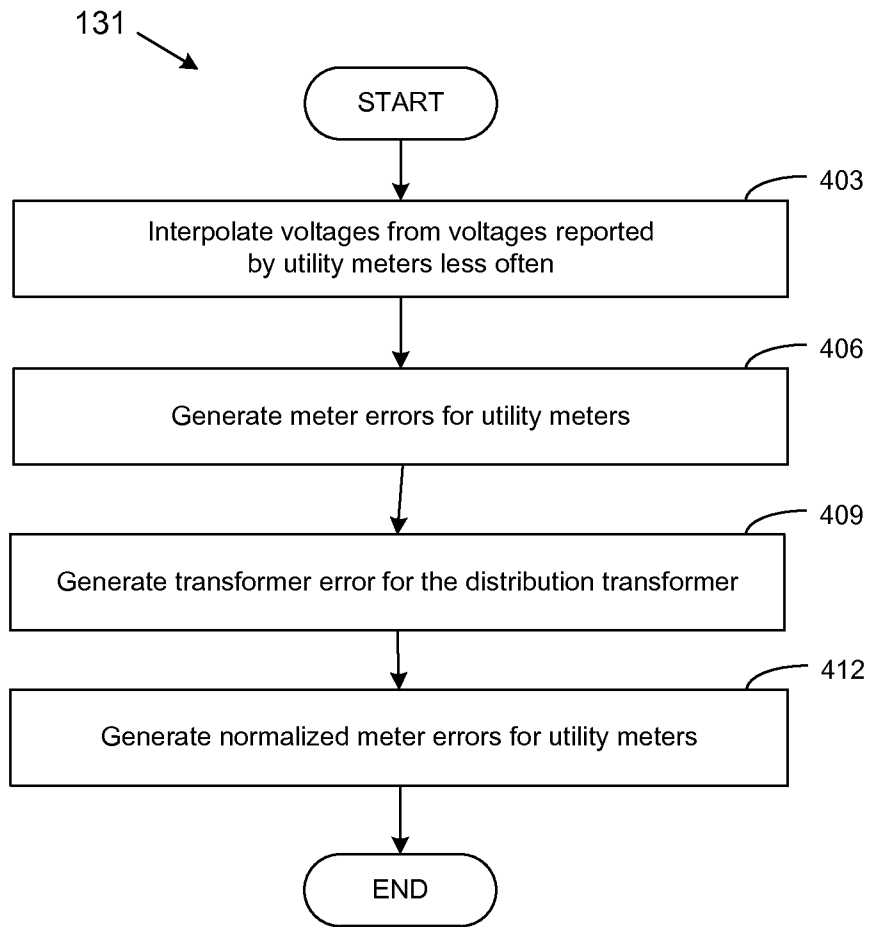 131
START
403
Interpolate voltages from voltages reported
by utility meters less often
406
Generate meter errors for utility meters
409
Generate transformer error for the distribution transformer
412
Generate normalized meter errors for utility meters
END